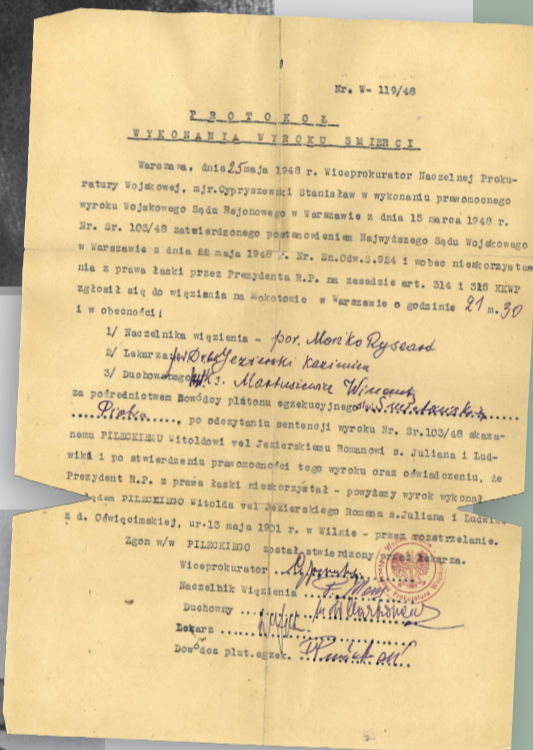 Nr. W- 119/48
PROTOKÓŁ
WYKONANIA WYROKU ŚMIERCI
Warszawa, dnia 25 maja 1948 r. Wiceprokurator Naczelnej Proku-
ratury Wojskowej, mjr.Cypryszewski Stanisław w wykonaniu prawomocnego
wyroku Wojskowego Sądu Rejonowego w Warszawie z dnia 15 marca 1948 r.
Nr. Sr. 103/48 zatwierdzonego postanowieniem Najwyższego Sądu Wojskowego
w Warszawie z dnia 22 maja 1948 r. Nr. Sn.Odw.S.924 i wobec nieskorzysta-
nia z prawa łaski przez Prezydenta R.P. na zasadzie art. 314 i 315 KKWP
zgłosił się do więzienia na Mokotowie w Warszawie o godzinie 21 m. 30
i w obecności:
1/ Naczelnika więzienia - por. Mońko Ryszard
2/ Lekarza por Dr. Jezierski Kazimierz
3/ Duchownego Ks. Martusiewicz Wincenty
za pośrednictwem Dowódcy plutonu egzekucyjnego
Piotra....., po odczytaniu sentencji wyroku Nr. Sr.103/48 skaza-
nemu PILECKIEMU Witoldowi vel Jezierskiemu Romanowi s. Juliana i Lud-
wiki i po stwierdzeniu prawomocności tego wyroku oraz oświadczeniu, że
Prezydent R.P. z prawa łaski nieskorzystał - powyższy wyrok wykonał
PILECKIEGO Witolda vel Jezierskiego Romana s.Juliana i Ludwiki
z d. Oświęcimskiej, ur.13 maja 1901 r. w Wilnie - przez rozstrzelanie.
Zgon w/w PILECKIEGO został stwierdzony przez lekarza.
Wiceprokurator
Naczelnik Więzienia
Duchowny
Lekarz
Dowódca plut.egzek.